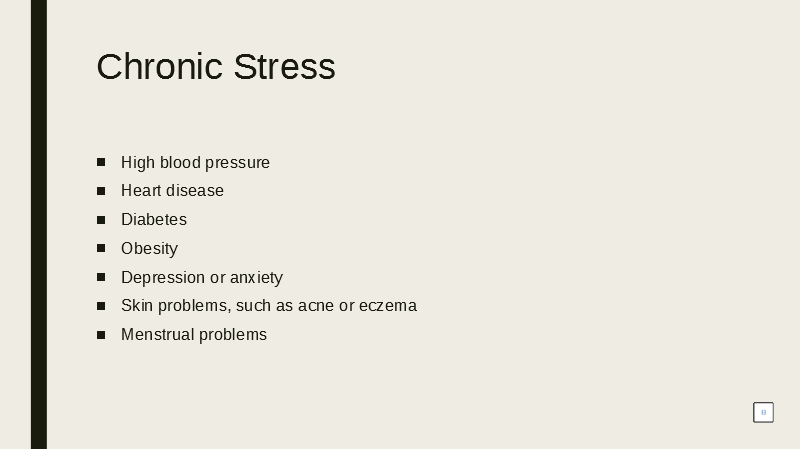 Chronic Stress
High blood pressure
Heart disease
Diabetes
Obesity
Depression or anxiety
Skin problems, such as acne or eczema
Menstrual problems